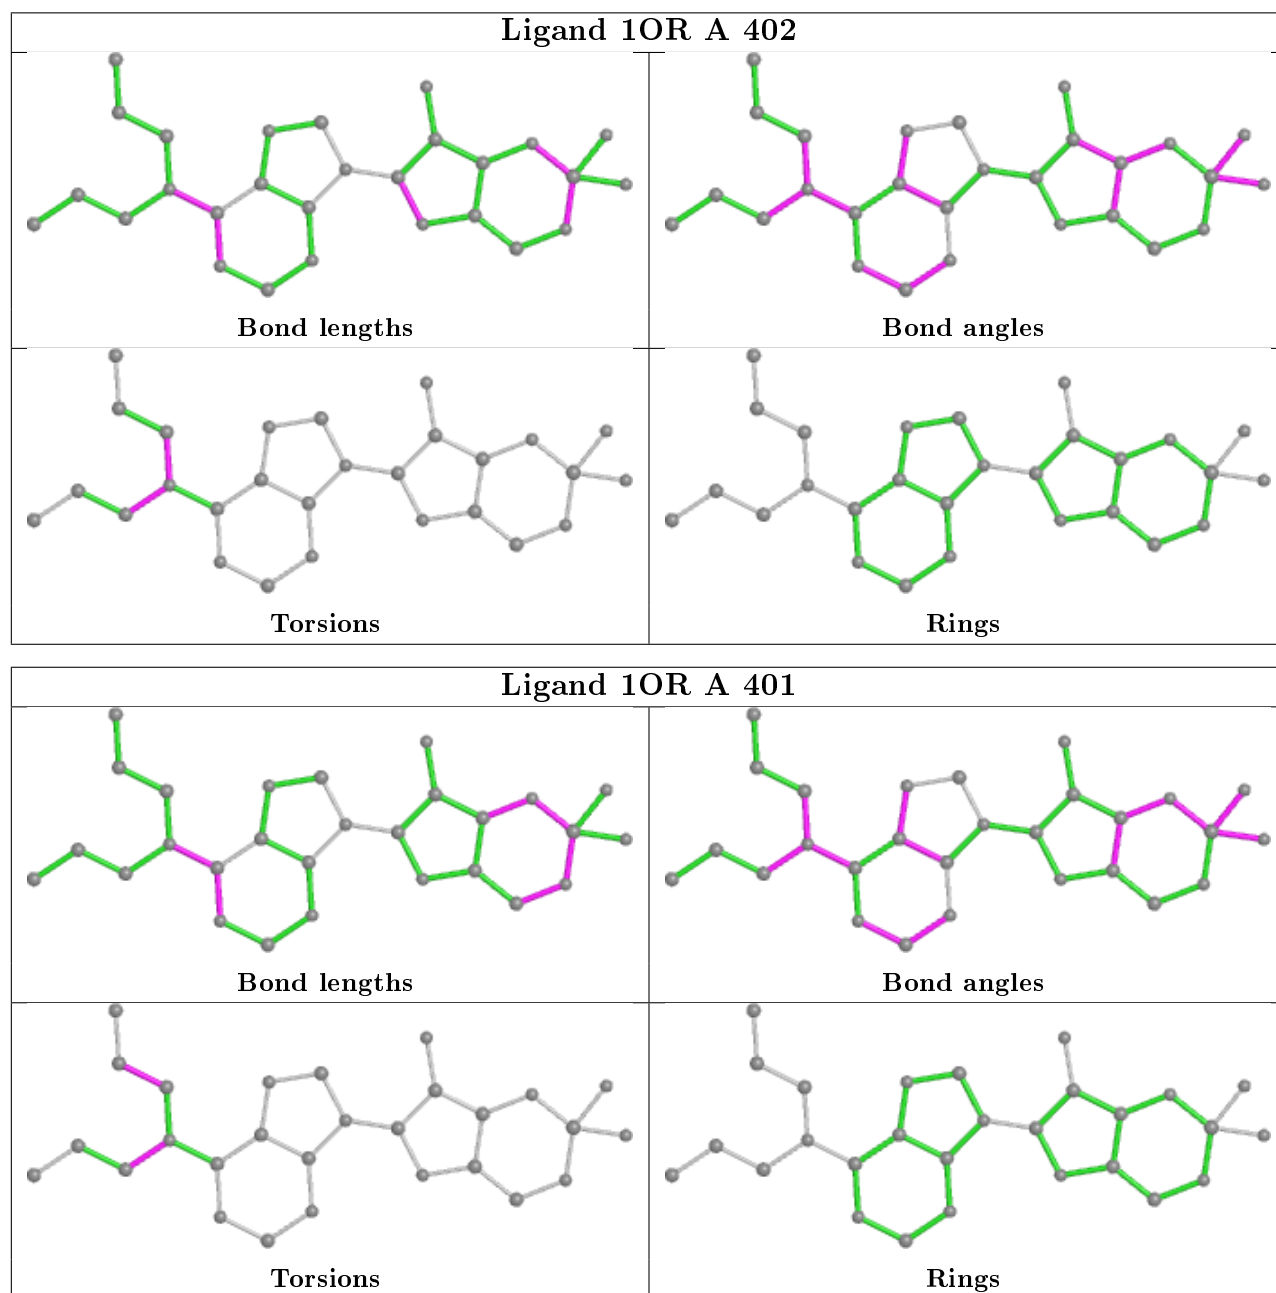 Ligand 1OR A 402
Bond lengths
Bond angles
Torsions
Rings
Ligand 1OR A 401
Bond lengths
Bond angles
Torsions
Rings